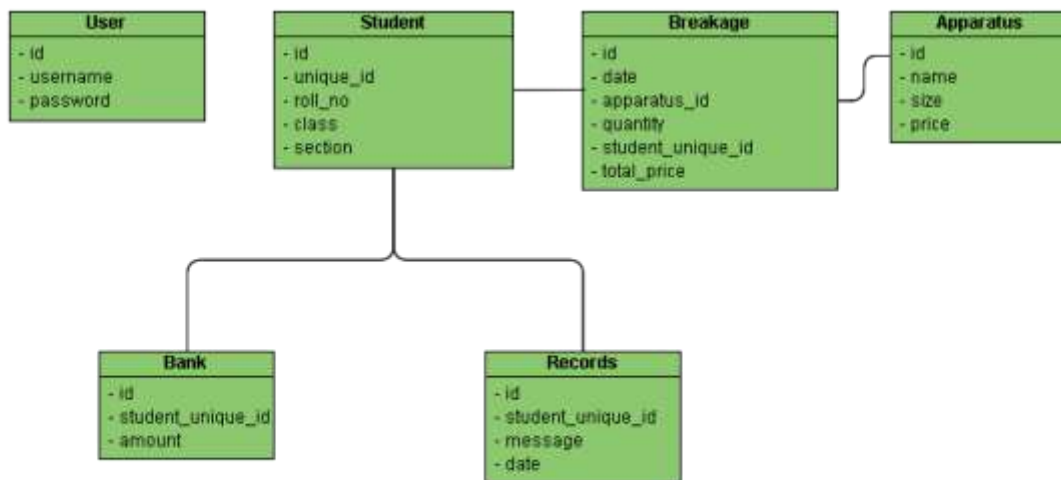 User
- id
- username
- password
Student
- id
- unique_id
- roll_no
- class
- section
Breakage
- id
- date
- apparatus_id
- quantity
- student_unique_id
- total_price
Apparatus
- id
- name
- size
- price
Bank
- id
- student_unique_id
- amount
Records
- id
- student_unique_id
- message
- date